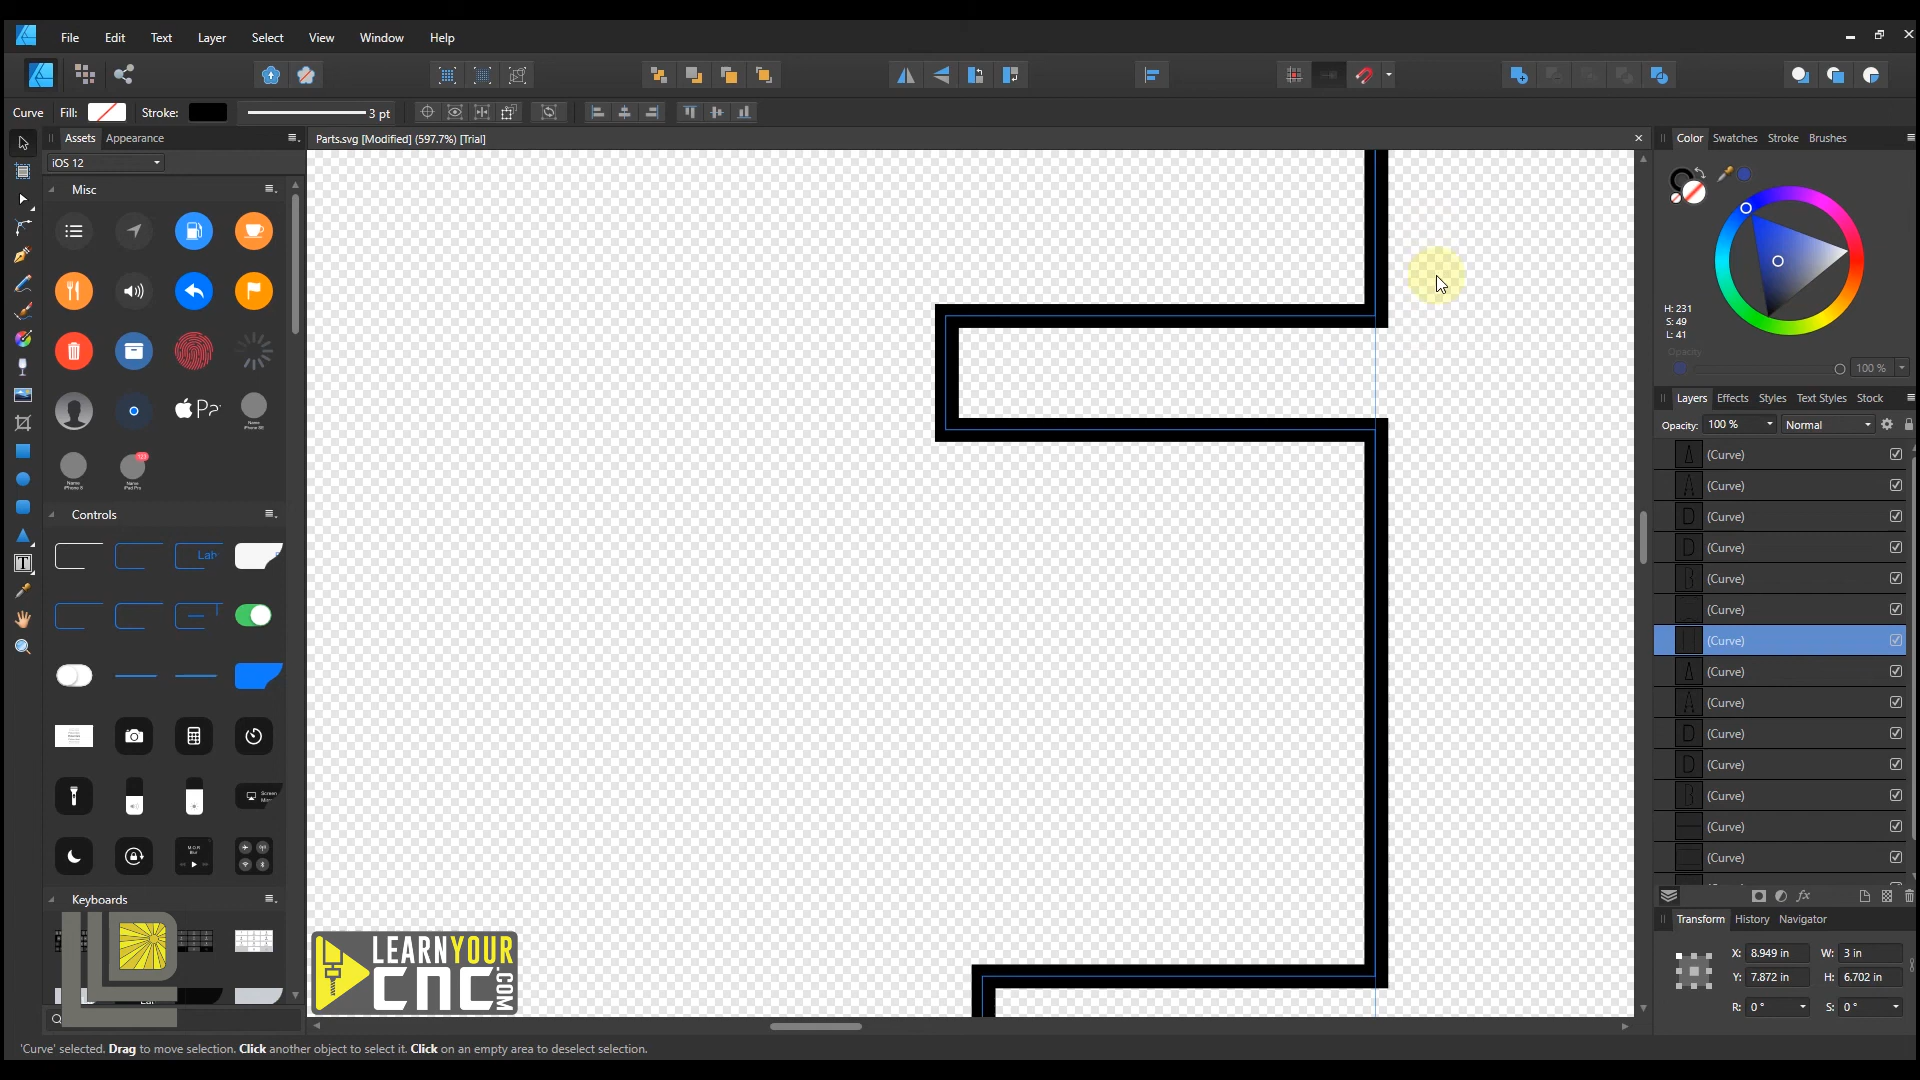 File Edit Text Layer Select View Window Help
Curve Fill: Stroke: 3 pt
Assets Appearance
Parts.svg [Modified] (597.7%) [Trial]
Color Swatches Stroke Brushes
iOS 12
Misc
H: 231
S: 49
L: 41
Opacity
100 %
Layers Effects Styles Text Styles Stock
Opacity: 100 % Normal
(Curve)
(Curve)
(Curve)
(Curve)
(Curve)
(Curve)
(Curve)
(Curve)
(Curve)
(Curve)
(Curve)
(Curve)
(Curve)
(Curve)
Controls
Keyboards
Transform History Navigator
X: 8.949 in W: 3 in
Y: 7.872 in H: 6.702 in
R: 0 ° S: 0 °
LEARNYOUR
CNC.COM
'Curve' selected. Drag to move selection. Click another object to select it. Click on an empty area to deselect selection.